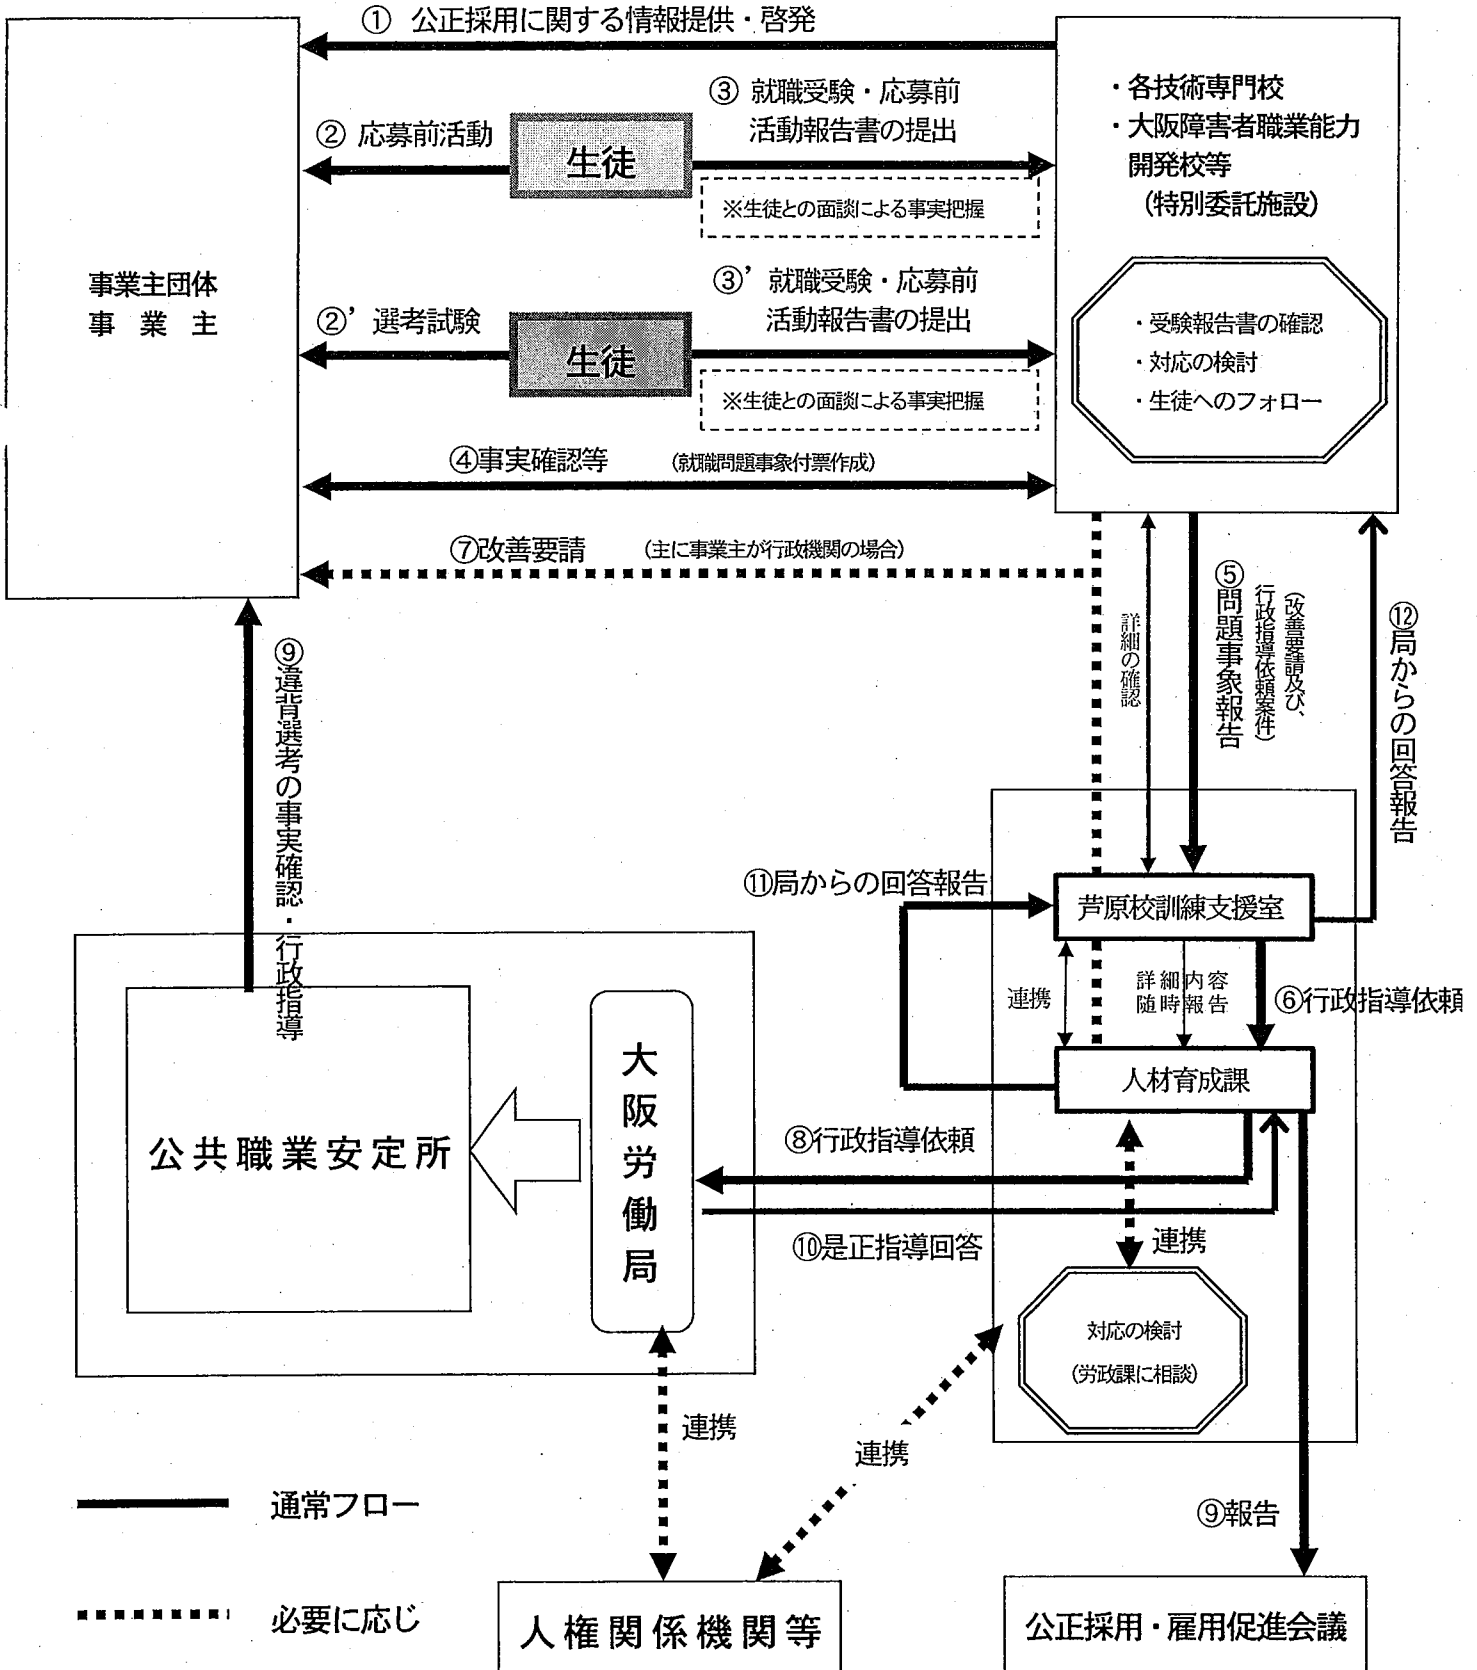 ① 公正採用に関する情報提供・啓発
・各技術専門校
・大阪障害者職業能力
開発校等
（特別委託施設）
② 応募前活動
生徒
③ 就職受験・応募前
活動報告書の提出
※生徒との面談による事実把握
事業主団体
事 業 主
②’ 選考試験
生徒
③’ 就職受験・応募前
活動報告書の提出
※生徒との面談による事実把握
・受験報告書の確認
・対応の検討
・生徒へのフォロー
④事実確認等 （就職問題事象付票作成）
⑦改善要請 （主に事業主が行政機関の場合）
詳細の確認
⑤問題事象報告
（改善要請及び、
行政指導依頼案件）
⑫局からの回答報告
⑨違背選考の事実確認・行政指導
⑪局からの回答報告
芦原校訓練支援室
連携
詳細内容
随時報告
⑥行政指導依頼
人材育成課
公共職業安定所
大阪労働局
⑧行政指導依頼
⑩是正指導回答
連携
対応の検討
（労政課に相談）
連携
連携
⑨報告
通常フロー
必要に応じ
人権関係機関等
公正採用・雇用促進会議